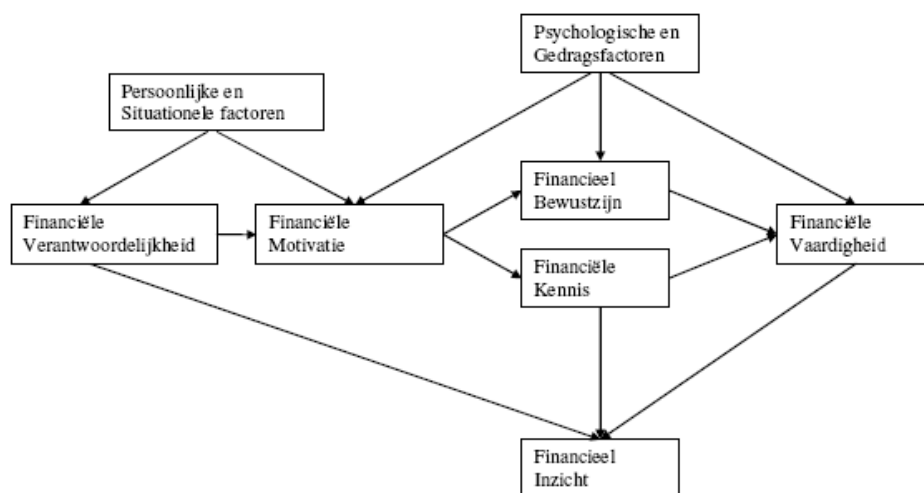 Psychologische en
Gedragsfactoren
Persoonlijke en
Situationele factoren
Financieel
Bewustzijn
Financiële
Verantwoordelijkheid
Financiële
Motivatie
Financiële
Vaardigheid
Financiële
Kennis
Financieel
Inzicht